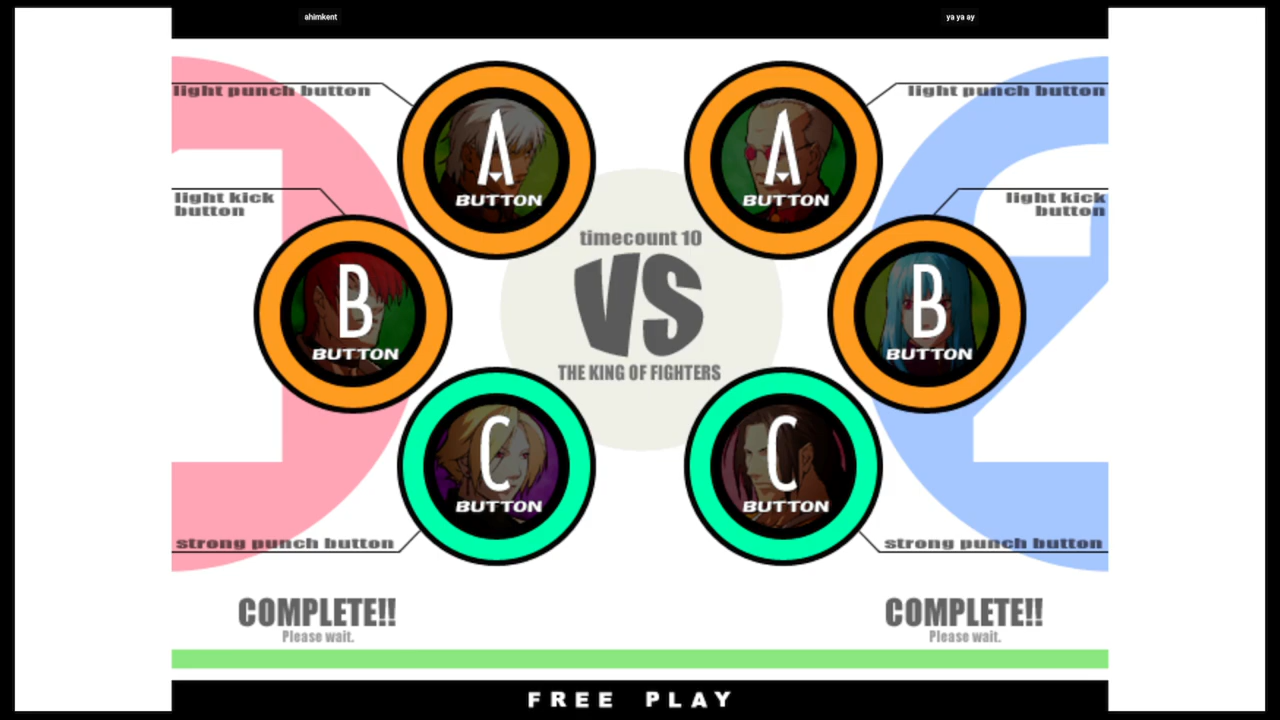 ahimkent
ya ya ay
light punch button
light punch button
A
BUTTON
A
BUTTON
light kick
button
light kick
button
timecount 10
VS
THE KING OF FIGHTERS
B
BUTTON
B
BUTTON
C
BUTTON
C
BUTTON
strong punch button
strong punch button
COMPLETE!!
Please wait.
COMPLETE!!
Please wait.
FREE PLAY
1
2